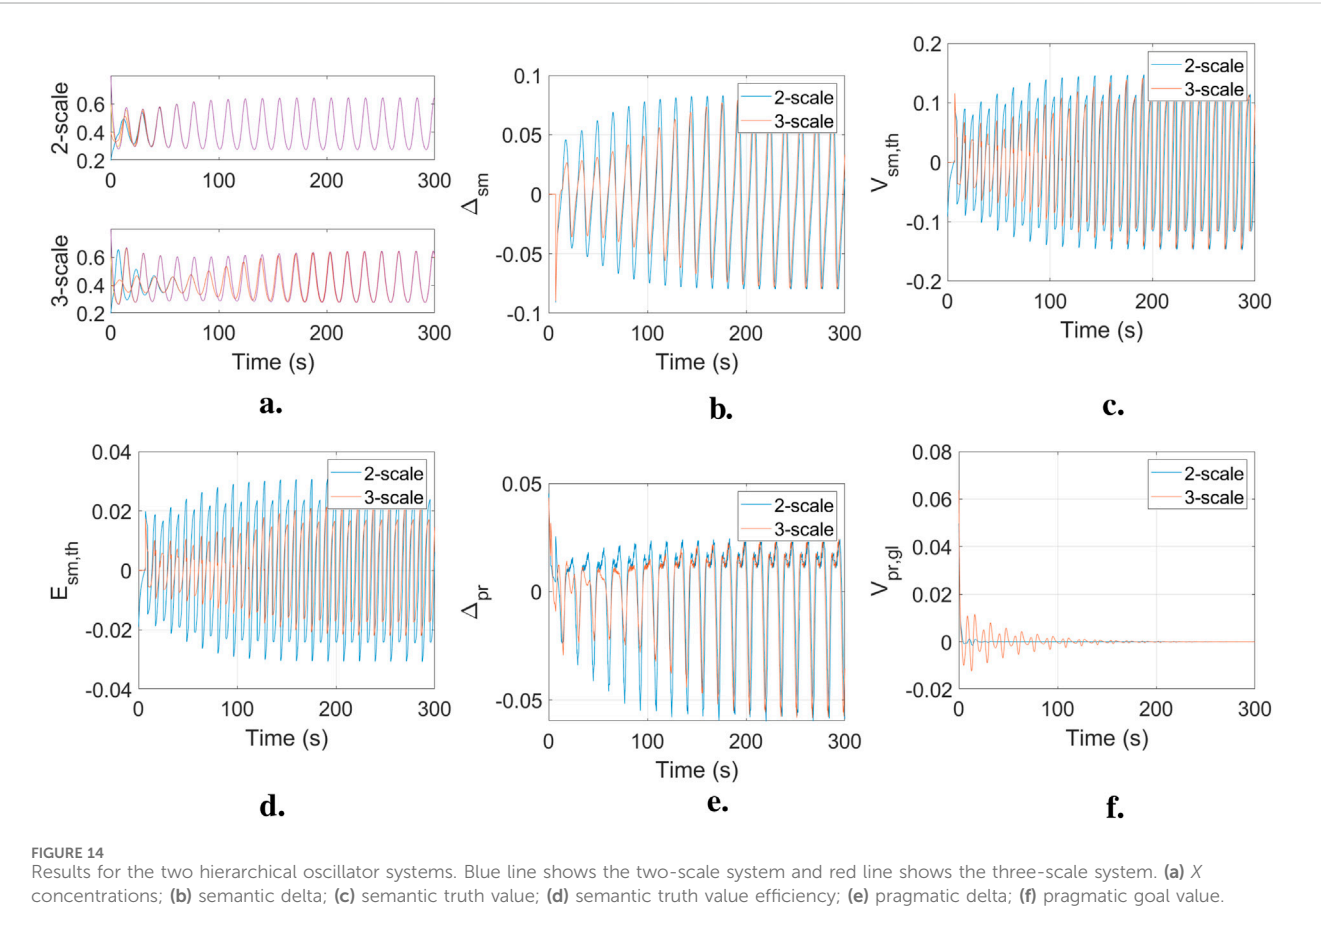 2-scale
0.6
0.4
0.2
0
100
200
300
3-scale
0.6
0.4
0.2
0
100
200
300
Time (s)
a.
Δsm
0.1
0.05
0
-0.05
-0.1
0
100
200
300
2-scale
3-scale
Time (s)
b.
Vsm,th
0.2
0.1
0
-0.1
-0.2
0
100
200
300
2-scale
3-scale
Time (s)
c.
Esm,th
0.04
0.02
0
-0.02
-0.04
0
100
200
300
2-scale
3-scale
Time (s)
d.
Δpr
0.05
0
-0.05
0
100
200
300
2-scale
3-scale
Time (s)
e.
Vpr,gl
0.08
0.06
0.04
0.02
0
-0.02
0
100
200
300
2-scale
3-scale
Time (s)
f.
FIGURE 14
Results for the two hierarchical oscillator systems. Blue line shows the two-scale system and red line shows the three-scale system. (a) X
concentrations; (b) semantic delta; (c) semantic truth value; (d) semantic truth value efficiency; (e) pragmatic delta; (f) pragmatic goal value.